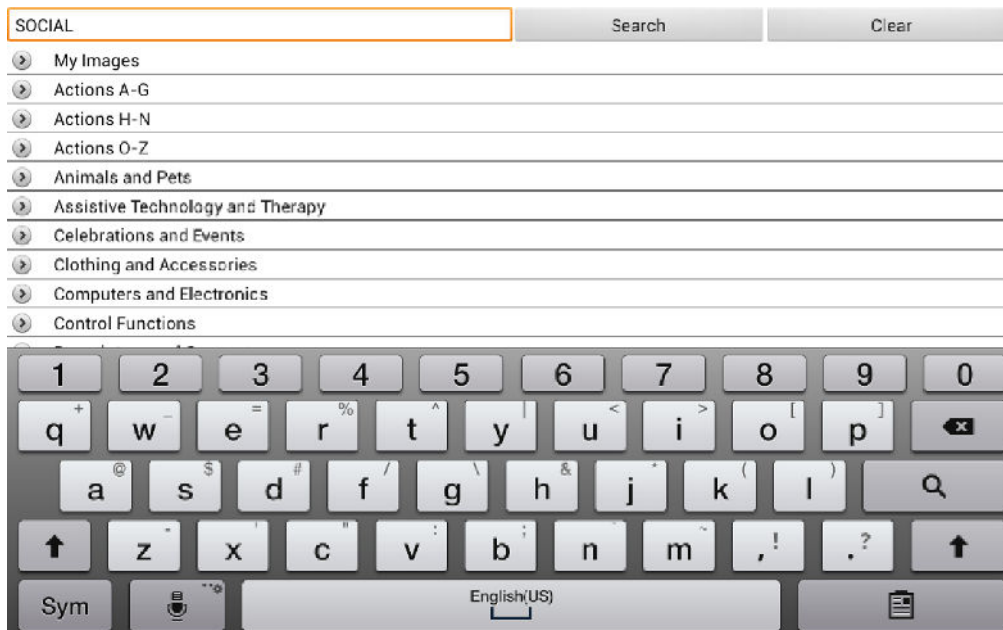 SOCIAL Search Clear
My Images
Actions A-G
Actions H-N
Actions O-Z
Animals and Pets
Assistive Technology and Therapy
Celebrations and Events
Clothing and Accessories
Computers and Electronics
Control Functions
1 2 3 4 5 6 7 8 9 0
+ _ = % ^ | < > [ ]
q w e r t y u i o p
@ $ # / \ & * ( )
a s d f g h j k l
- ' " : ; ~ ! ?
z x c v b n m , .
Sym English(US)